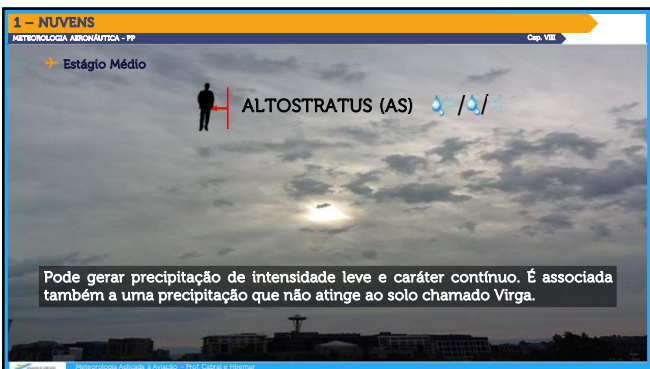 1 – NUVENS
METEOROLOGIA AERONÁUTICA - PP
Cap. VIII
Estágio Médio
ALTOSTRATUS (AS) / /
Pode gerar precipitação de intensidade leve e caráter contínuo. É associada
também a uma precipitação que não atinge ao solo chamado Virga.
Meteorologia Aplicada à Aviação - Prof. Cabral e Hiremar